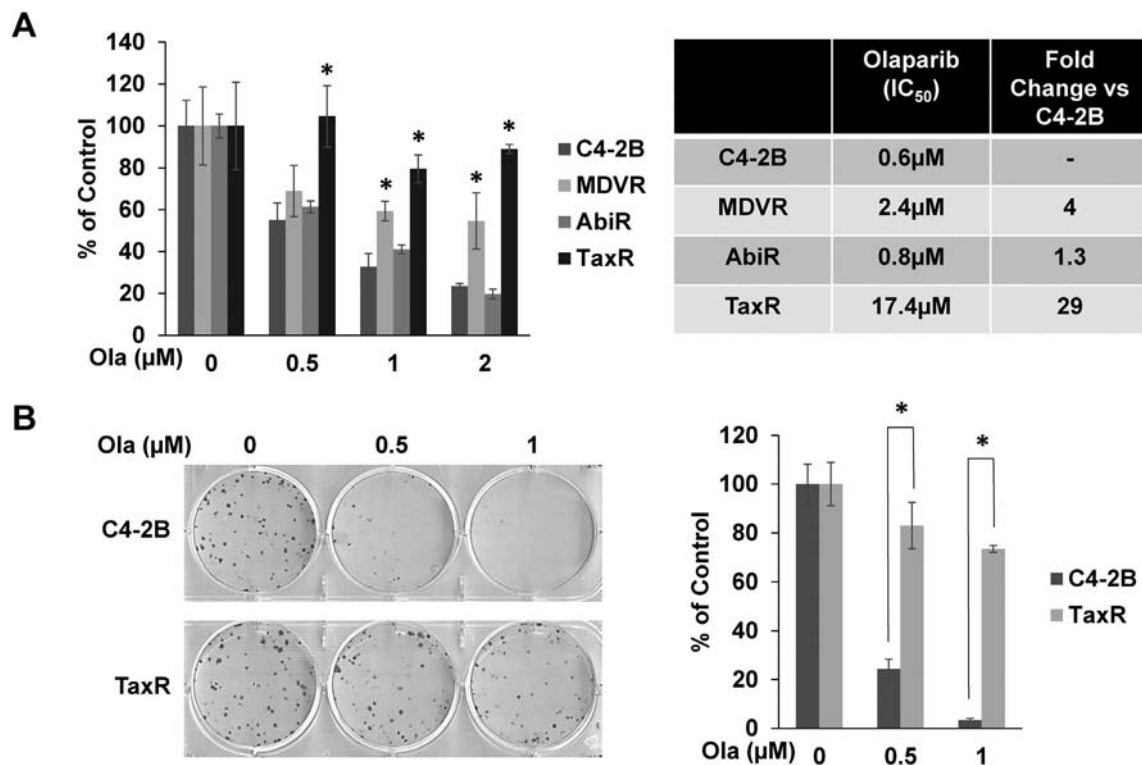 A
140
120
100
80
60
40
20
0
% of Control
* * * * *
C4-2B
MDVR
AbiR
TaxR
Ola (µM) 0 0.5 1 2
Olaparib (IC50) Fold Change vs C4-2B
C4-2B 0.6µM -
MDVR 2.4µM 4
AbiR 0.8µM 1.3
TaxR 17.4µM 29
B
Ola (µM) 0 0.5 1
C4-2B
TaxR
120
100
80
60
40
20
0
% of Control
* *
C4-2B
TaxR
Ola (µM) 0 0.5 1